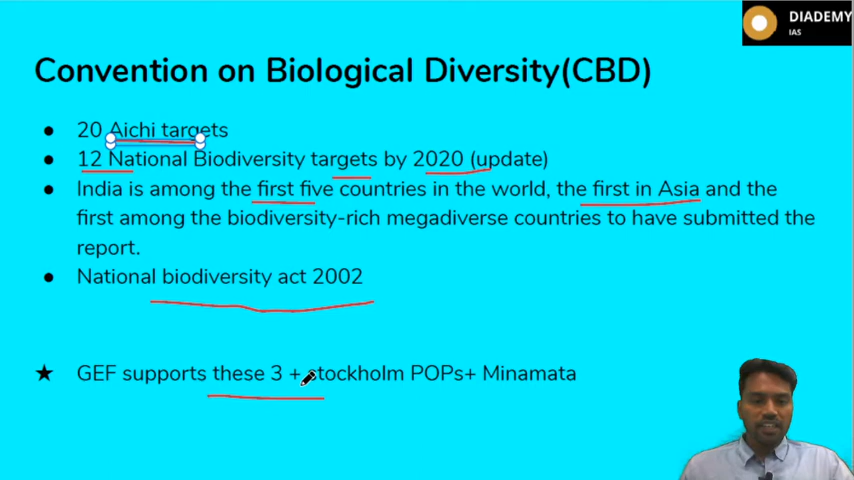 DIADEMY
IAS
Convention on Biological Diversity(CBD)
● 20 Aichi targets
● 12 National Biodiversity targets by 2020 (update)
● India is among the first five countries in the world, the first in Asia and the
first among the biodiversity-rich megadiverse countries to have submitted the
report.
● National biodiversity act 2002
★ GEF supports these 3 + stockholm POPs+ Minamata